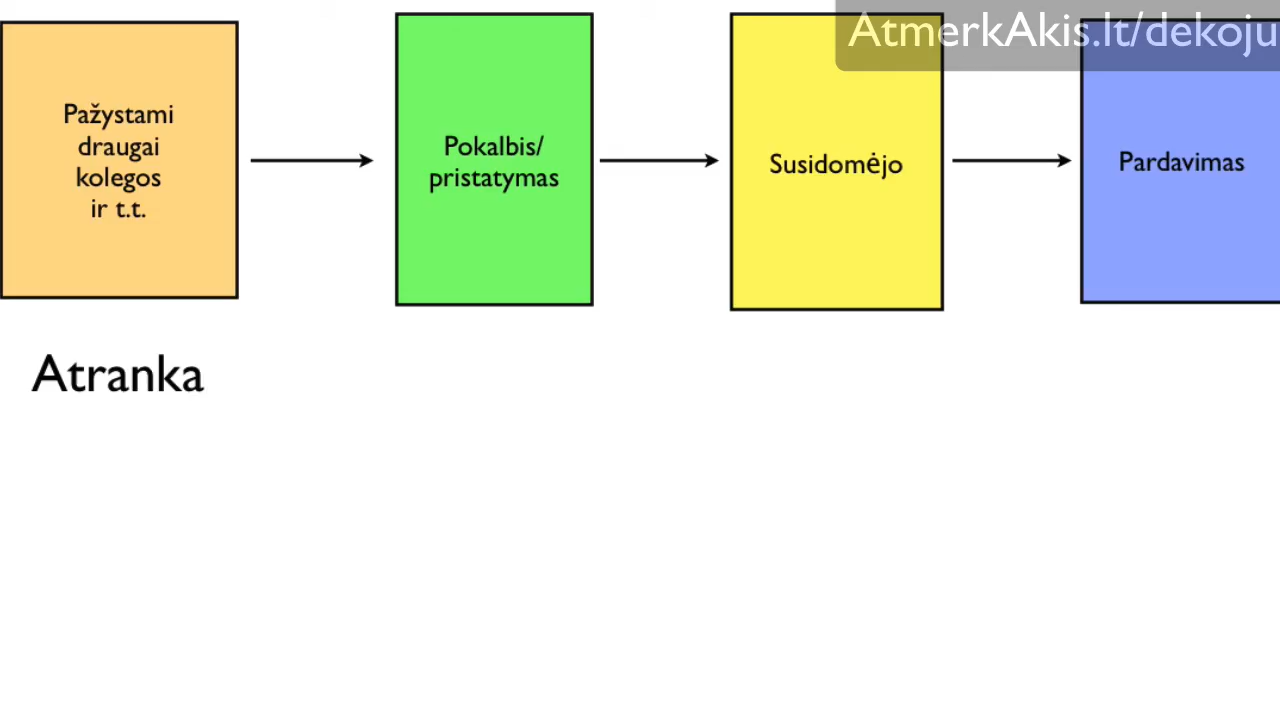 AtmerkAkis.lt/dekoju
Pažystami
draugai
kolegos
ir t.t.
Pokalbis/
pristatymas
Susidomėjo
Pardavimas
Atranka